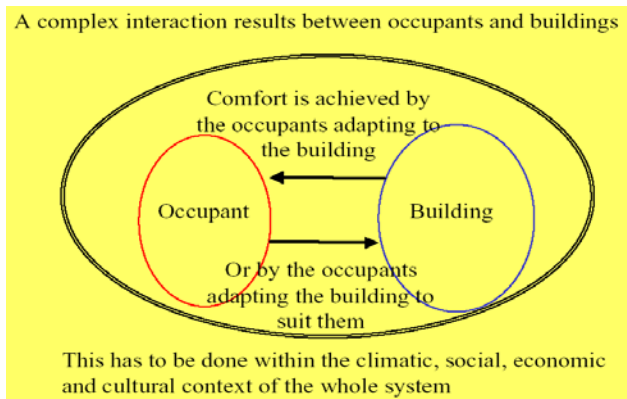 A complex interaction results between occupants and buildings
Comfort is achieved by
the occupants adapting to
the building
Occupant
Building
Or by the occupants
adapting the building to
suit them
This has to be done within the climatic, social, economic
and cultural context of the whole system